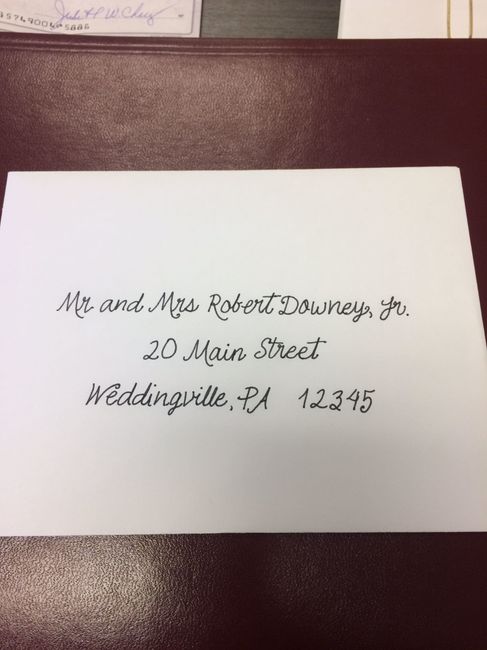 Mr and Mrs Robert Downey, Jr.
20 Main Street
Weddingville, PA 12345